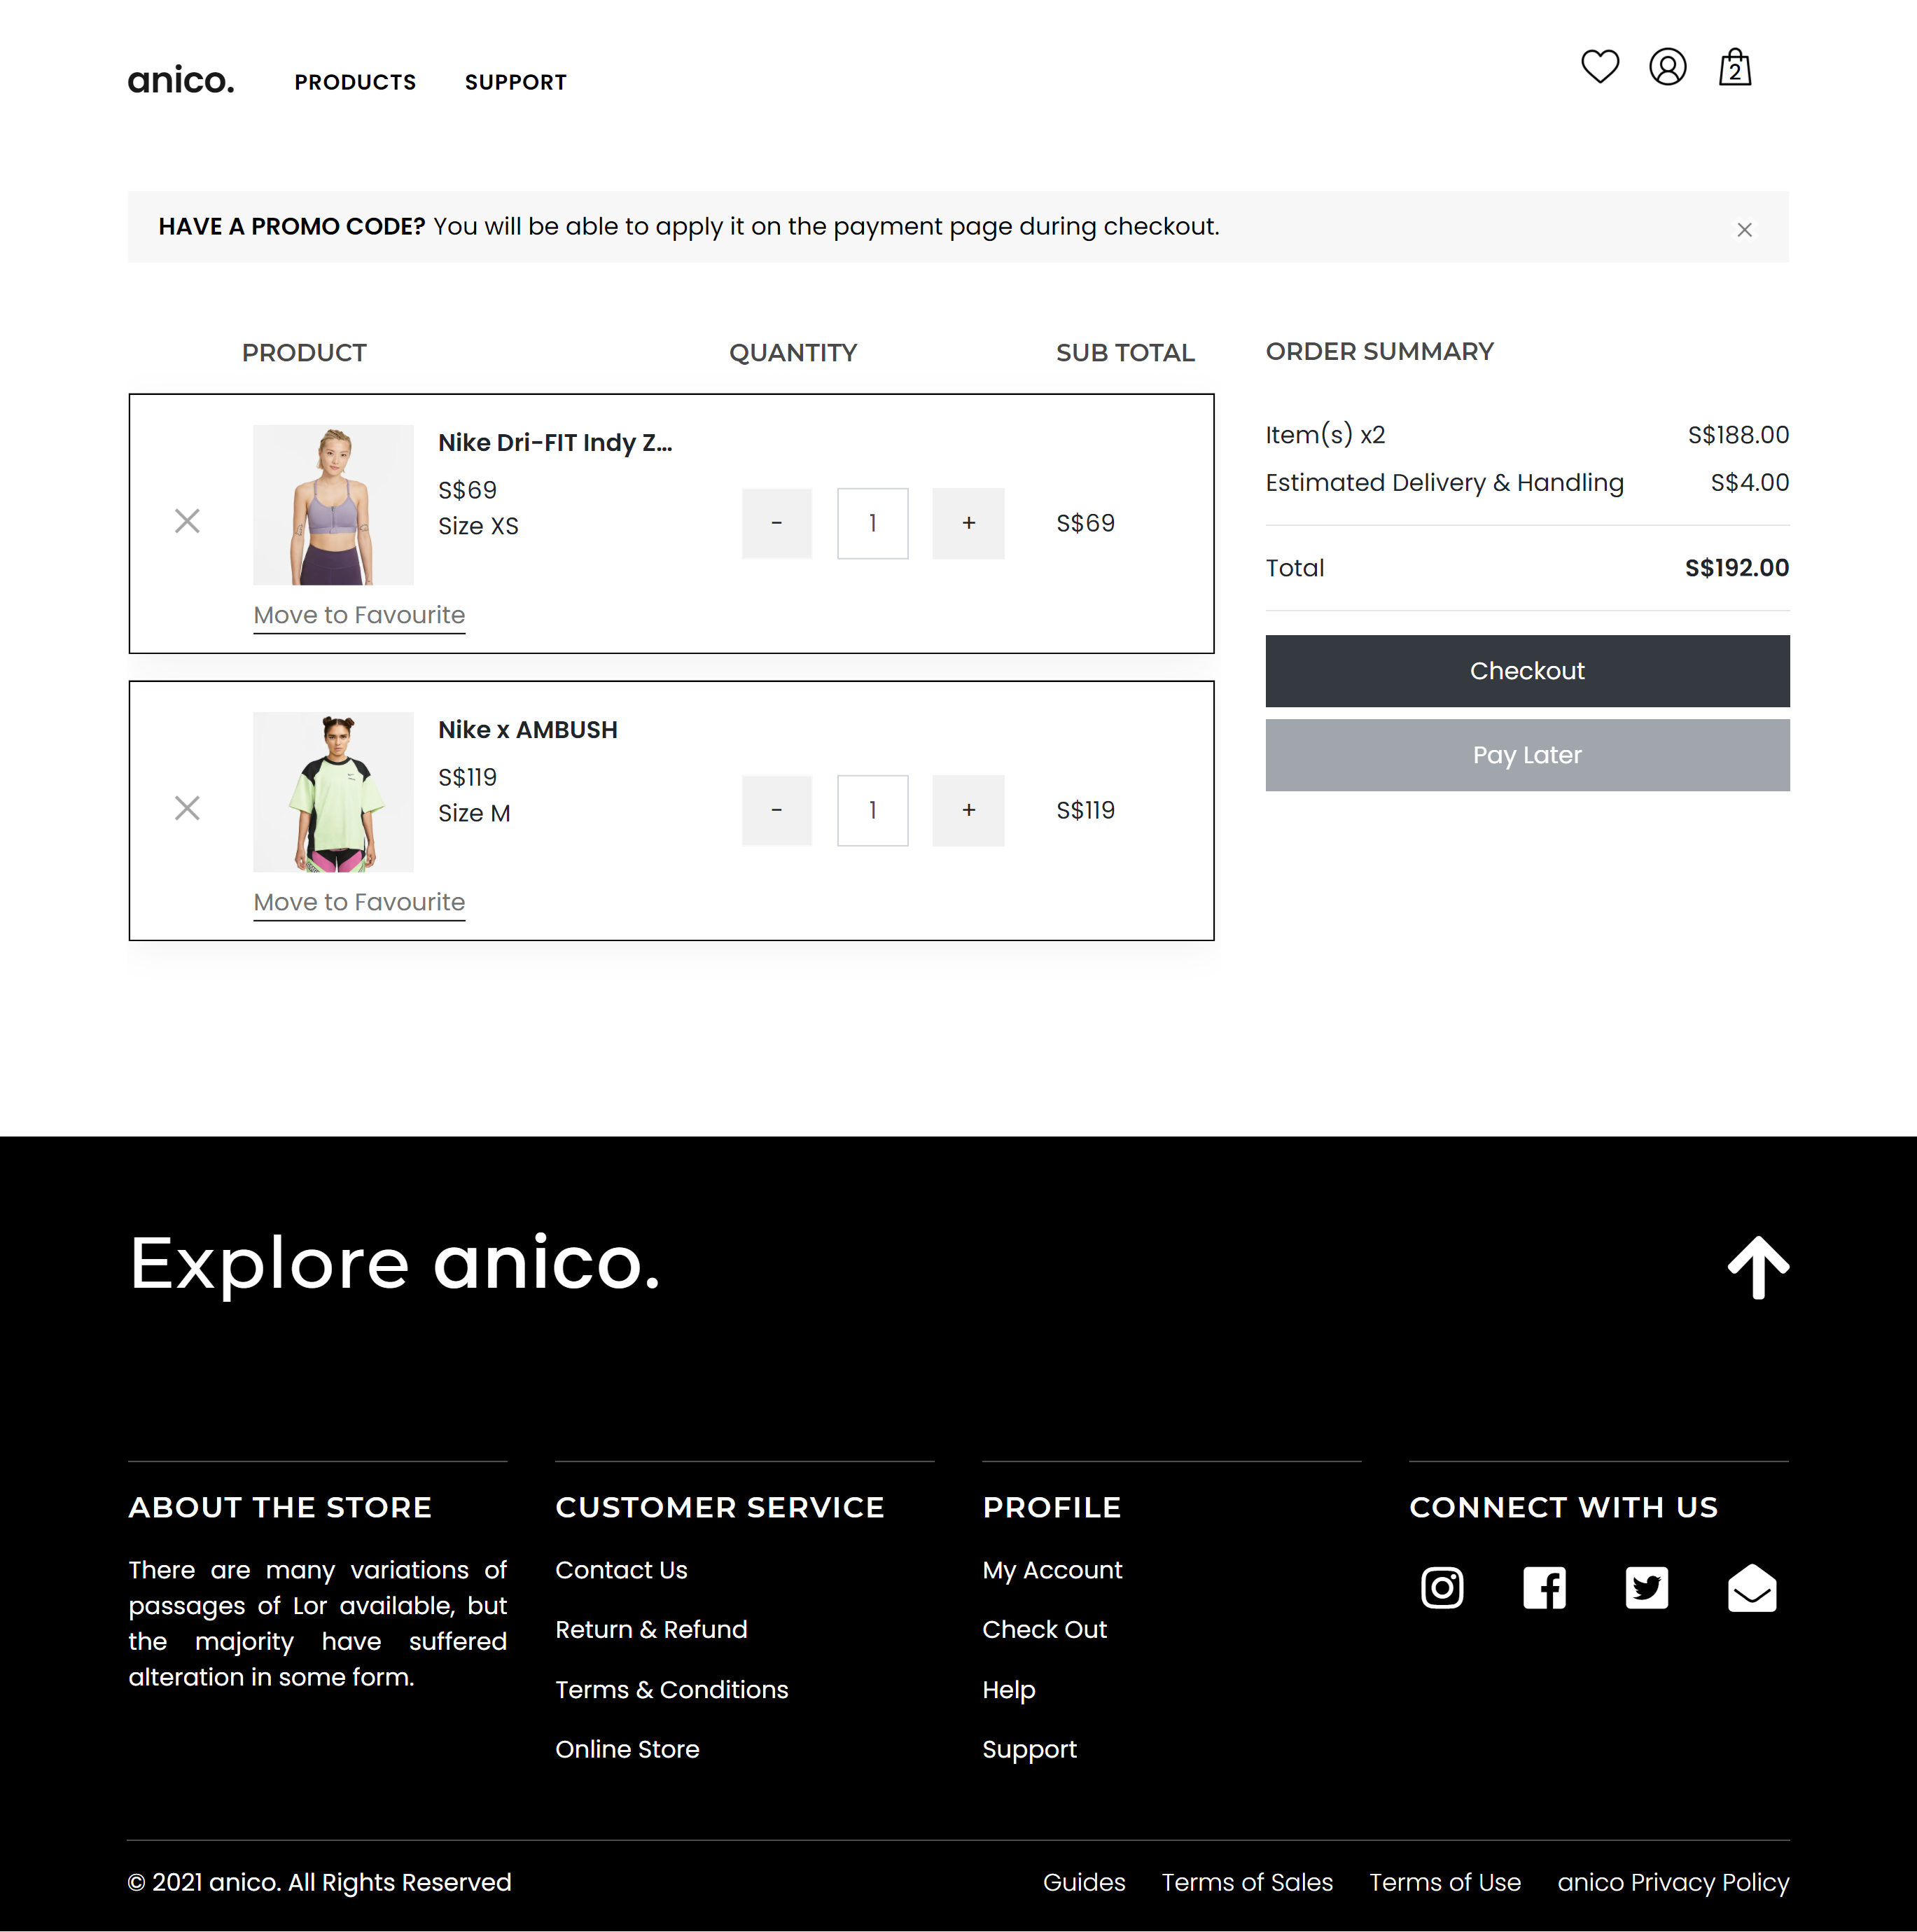 anico.
PRODUCTS
SUPPORT
2
HAVE A PROMO CODE? You will be able to apply it on the payment page during checkout.
PRODUCT
QUANTITY
SUB TOTAL
Nike Dri-FIT Indy Z...
S$69
Size XS
-
1
+
S$69
Move to Favourite
Nike x AMBUSH
S$119
Size M
-
1
+
S$119
Move to Favourite
ORDER SUMMARY
Item(s) x2
S$188.00
Estimated Delivery & Handling
S$4.00
Total
S$192.00
Checkout
Pay Later
Explore anico.
ABOUT THE STORE
There are many variations of
passages of Lor available, but
the majority have suffered
alteration in some form.
CUSTOMER SERVICE
Contact Us
Return & Refund
Terms & Conditions
Online Store
PROFILE
My Account
Check Out
Help
Support
CONNECT WITH US
© 2021 anico. All Rights Reserved
Guides
Terms of Sales
Terms of Use
anico Privacy Policy